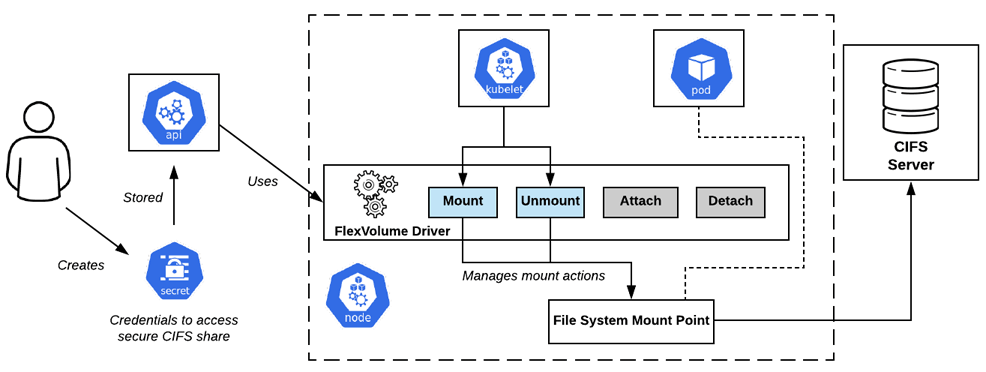 kubelet
pod
api
CIFS
Server
Stored
Uses
Mount
Unmount
Attach
Detach
FlexVolume Driver
Creates
secret
Manages mount actions
node
Credentials to access
secure CIFS share
File System Mount Point